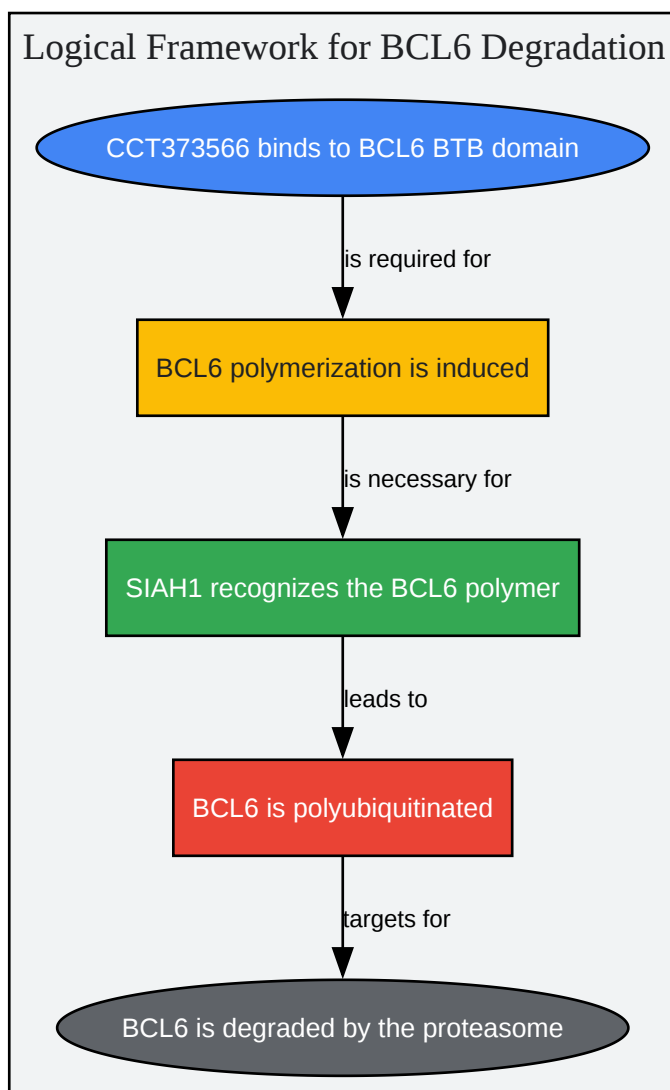 Logical Framework for BCL6 Degradation
CCT373566 binds to BCL6 BTB domain
is required for
BCL6 polymerization is induced
is necessary for
SIAH1 recognizes the BCL6 polymer
leads to
BCL6 is polyubiquitinated
targets for
BCL6 is degraded by the proteasome